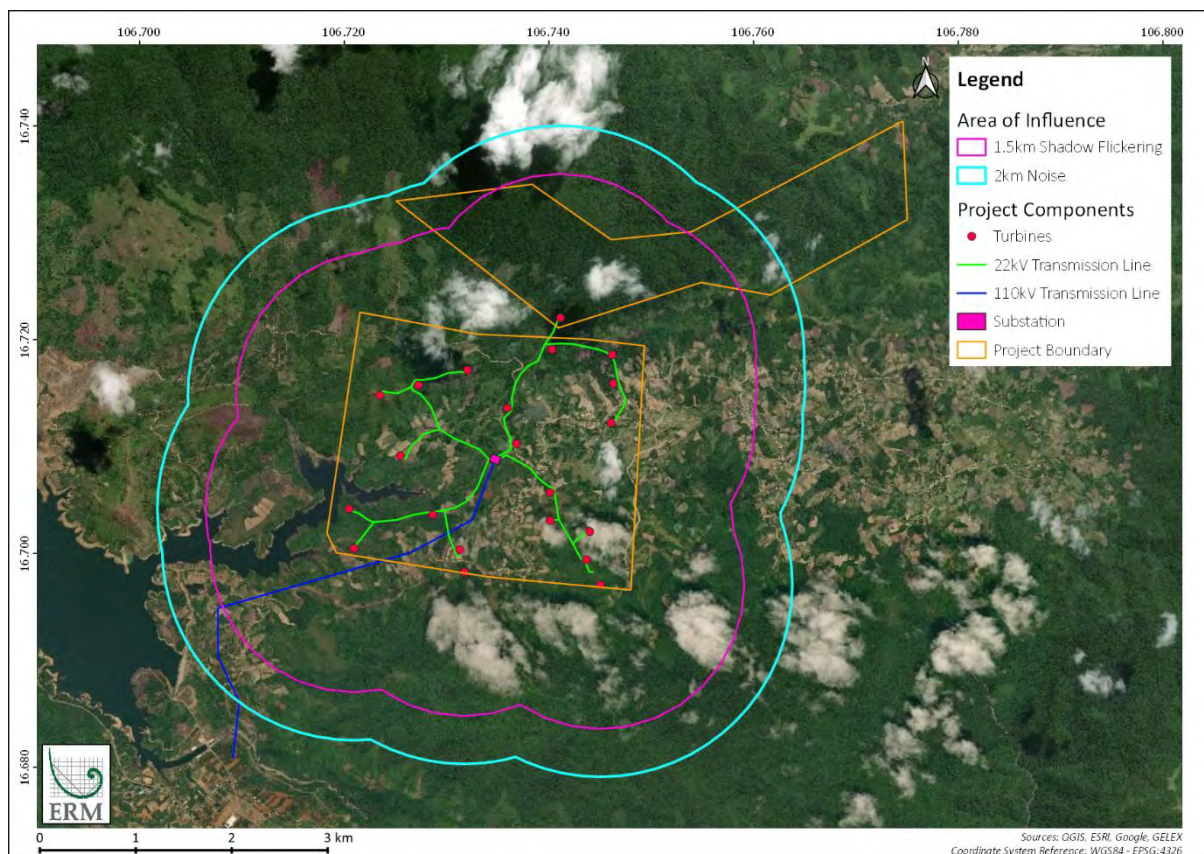 106.700 106.720 106.740 106.760 106.780 106.800
16.740
16.720
16.700
16.680
N
Legend
Area of Influence
1.5km Shadow Flickering
2km Noise
Project Components
Turbines
22kV Transmission Line
110kV Transmission Line
Substation
Project Boundary
ERM
0 1 2 3 km
Sources: QGIS, ESRI, Google, GELEX
Coordinate System Reference: WGS84 - EPSG:4326